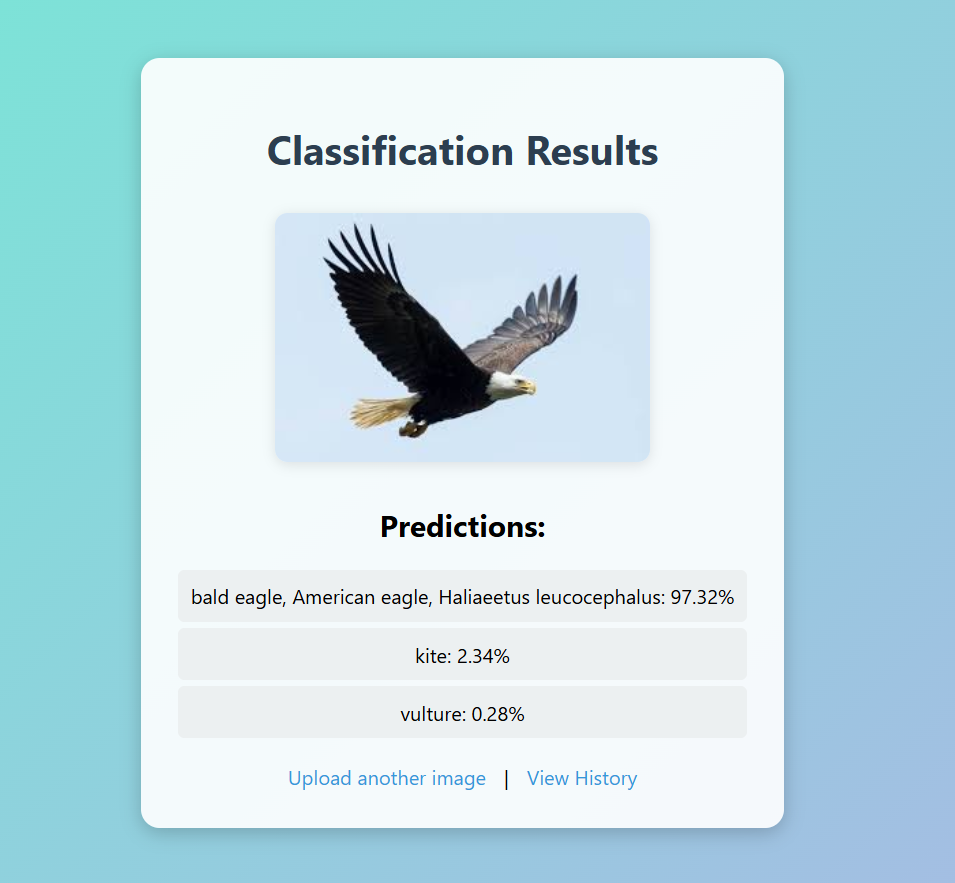 Classification Results
Predictions:
bald eagle, American eagle, Haliaeetus leucocephalus: 97.32%
kite: 2.34%
vulture: 0.28%
Upload another image | View History